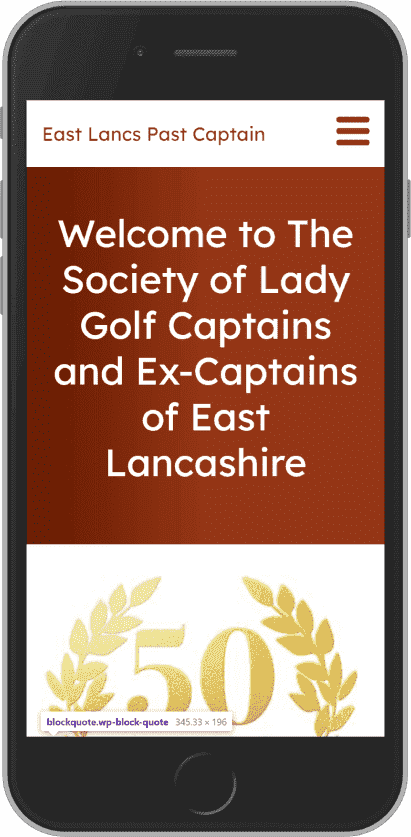 East Lancs Past Captain
Welcome to The
Society of Lady
Golf Captains
and Ex-Captains
of East
Lancashire
50
blockquote.wp-block-quote 345.33 × 196